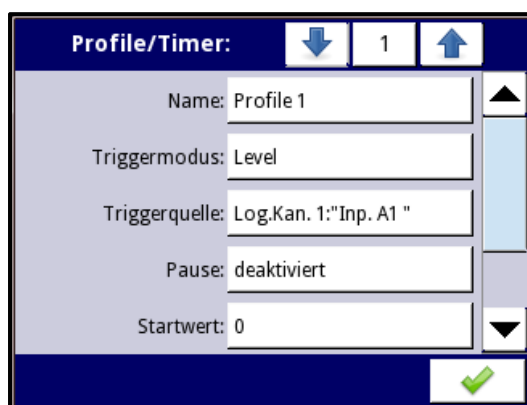 Profile/Timer: 1
Name: Profile 1
Triggermodus: Level
Triggerquelle: Log.Kan. 1:"Inp. A1 "
Pause: deaktiviert
Startwert: 0